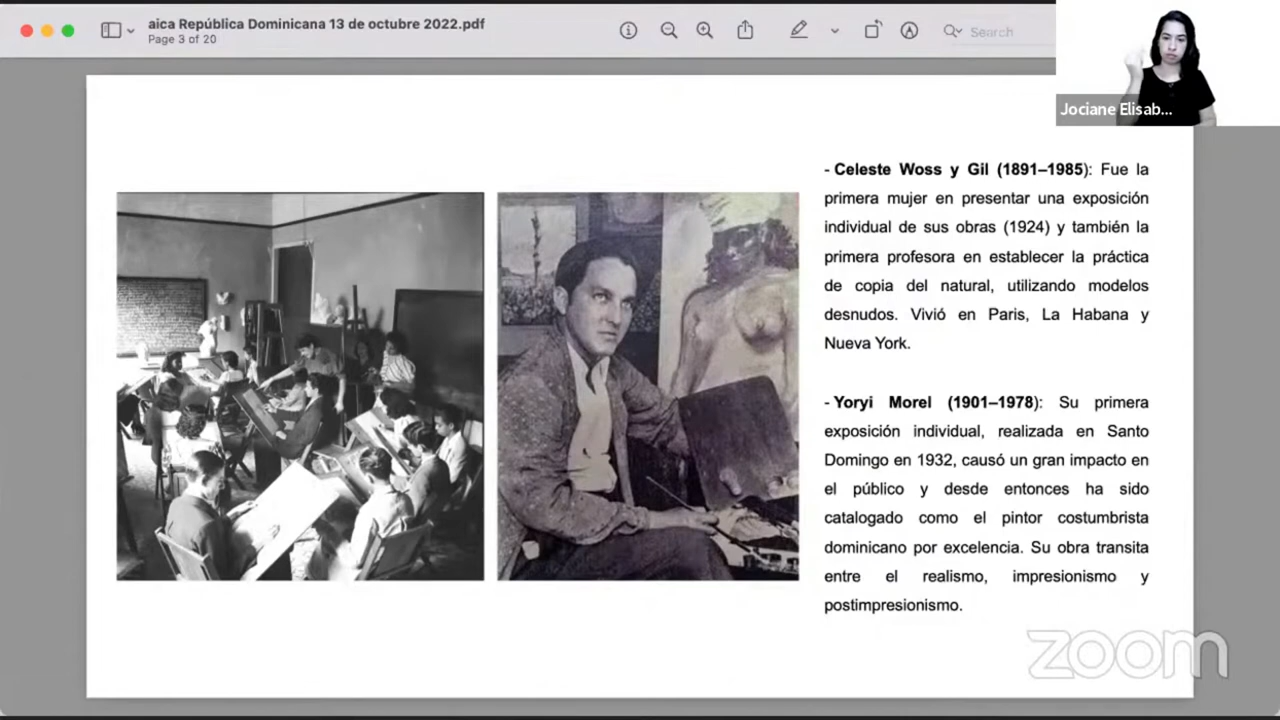 aica República Dominicana 13 de octubre 2022.pdf
Page 3 of 20
Search
Jociane Elisab...
- Celeste Woss y Gil (1891–1985): Fue la
primera mujer en presentar una exposición
individual de sus obras (1924) y también la
primera profesora en establecer la práctica
de copia del natural, utilizando modelos
desnudos. Vivió en Paris, La Habana y
Nueva York.
- Yoryi Morel (1901–1978): Su primera
exposición individual, realizada en Santo
Domingo en 1932, causó un gran impacto en
el público y desde entonces ha sido
catalogado como el pintor costumbrista
dominicano por excelencia. Su obra transita
entre el realismo, impresionismo y
postimpresionismo.
zoom